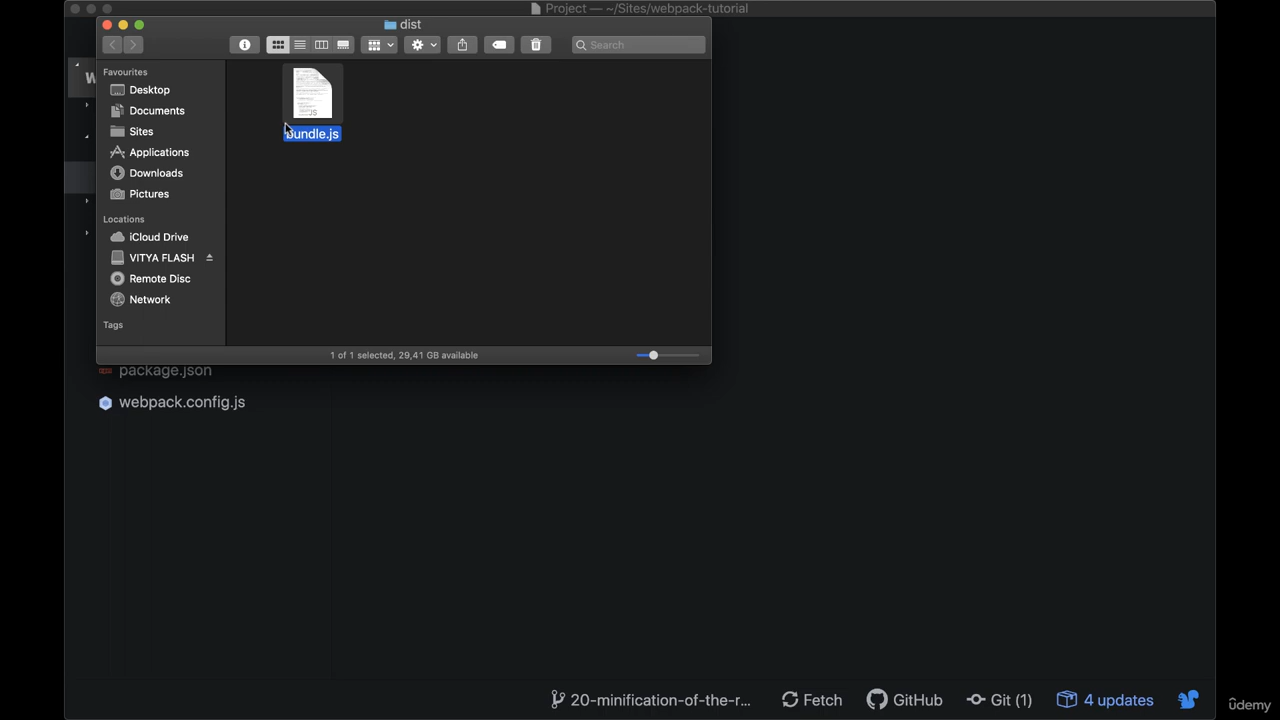 Project — ~/Sites/webpack-tutorial
dist
Search
Favourites
Desktop
Documents
Sites
Applications
Downloads
Pictures
Locations
iCloud Drive
VITYA FLASH
Remote Disc
Network
Tags
JS
bundle.js
1 of 1 selected, 29,41 GB available
package.json
webpack.config.js
20-minification-of-the-r...
Fetch
GitHub
Git (1)
4 updates
ûdemy